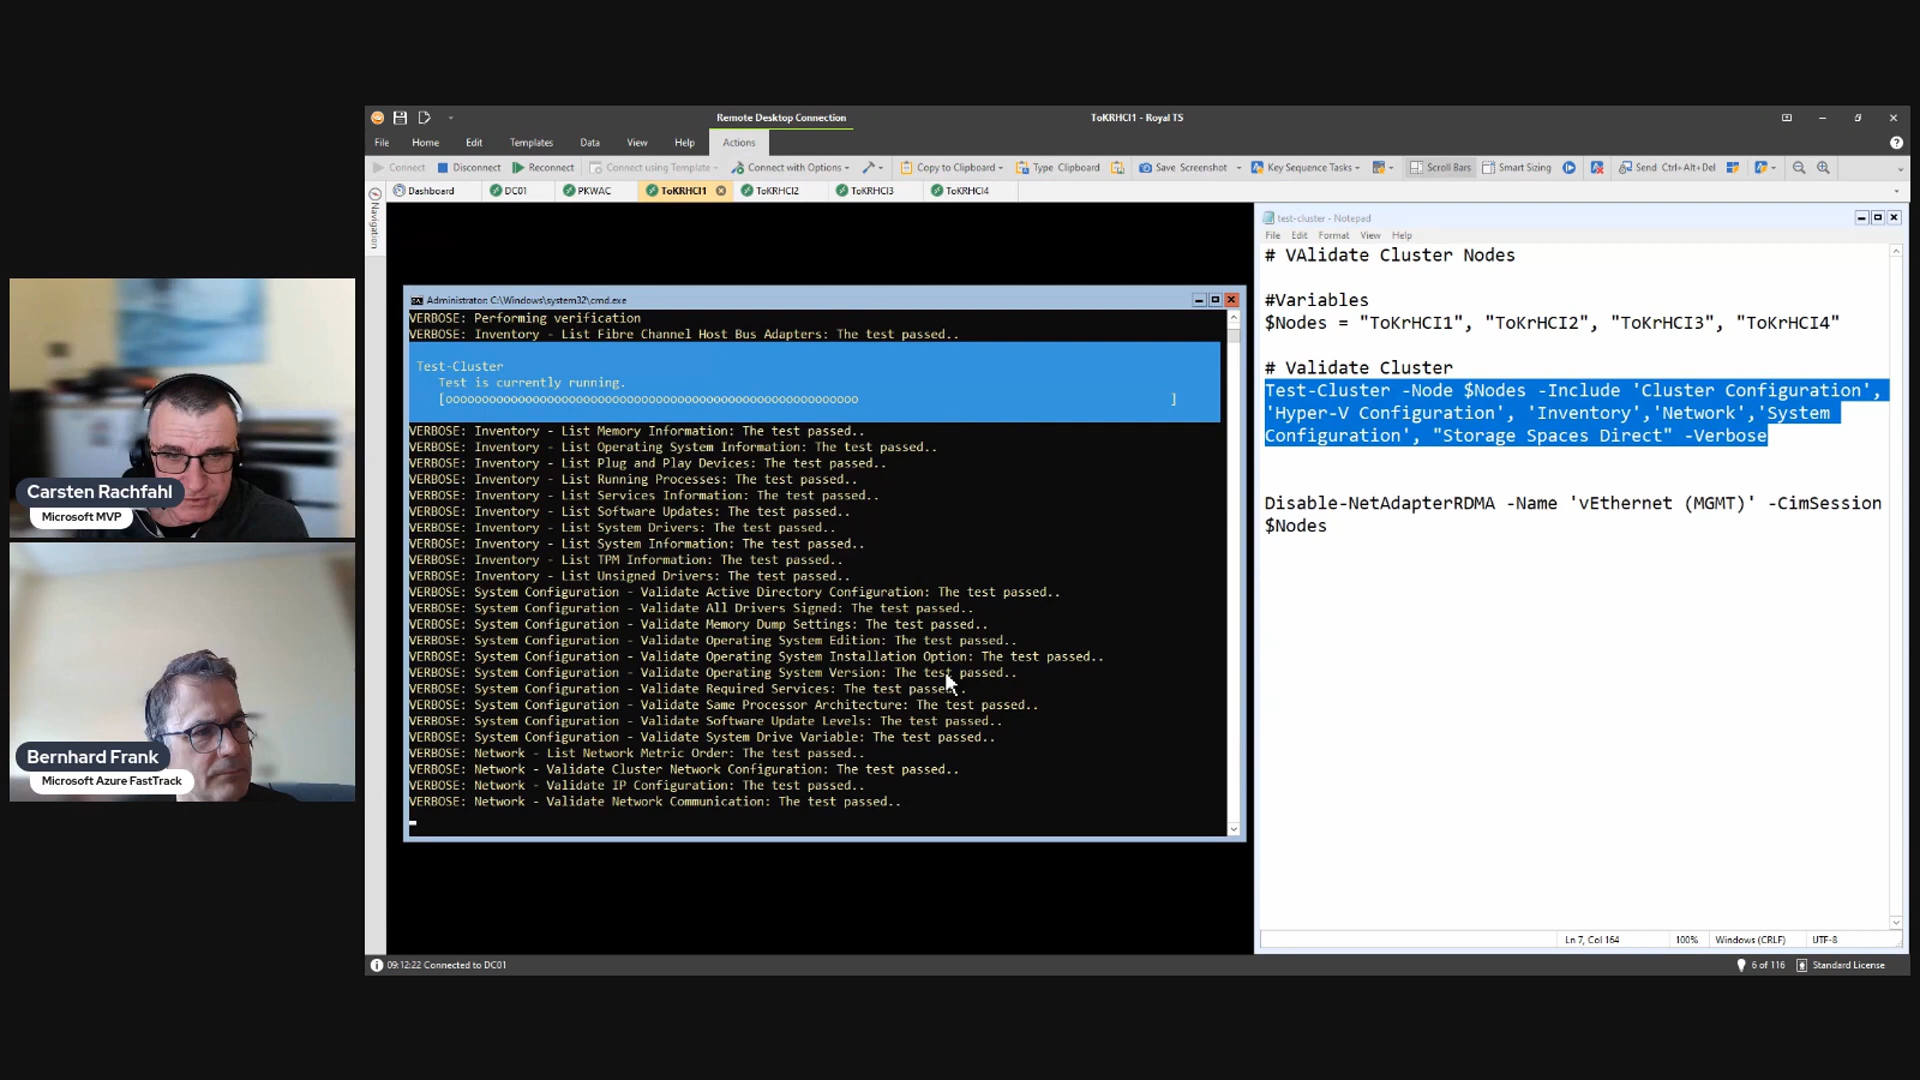 Remote Desktop Connection
ToKRHCI1 - Royal TS
File Home Edit Templates Data View Help Actions
Connect Disconnect Reconnect Connect using Template Connect with Options Copy to Clipboard Type Clipboard Save Screenshot Key Sequence Tasks Scroll Bars Smart Sizing Send Ctrl+Alt+Del
Dashboard DC01 PKWAC ToKRHCI1 ToKRHCI2 ToKRHCI3 ToKRHCI4
Navigation
Administrator: C:\Windows\system32\cmd.exe
VERBOSE: Performing verification
VERBOSE: Inventory - List Fibre Channel Host Bus Adapters: The test passed..
Test-Cluster
Test is currently running.
[ooooooooooooooooooooooooooooooooooooooooooooooooooooooooo ]
VERBOSE: Inventory - List Memory Information: The test passed..
VERBOSE: Inventory - List Operating System Information: The test passed..
VERBOSE: Inventory - List Plug and Play Devices: The test passed..
VERBOSE: Inventory - List Running Processes: The test passed..
VERBOSE: Inventory - List Services Information: The test passed..
VERBOSE: Inventory - List Software Updates: The test passed..
VERBOSE: Inventory - List System Drivers: The test passed..
VERBOSE: Inventory - List System Information: The test passed..
VERBOSE: Inventory - List TPM Information: The test passed..
VERBOSE: Inventory - List Unsigned Drivers: The test passed..
VERBOSE: System Configuration - Validate Active Directory Configuration: The test passed..
VERBOSE: System Configuration - Validate All Drivers Signed: The test passed..
VERBOSE: System Configuration - Validate Memory Dump Settings: The test passed..
VERBOSE: System Configuration - Validate Operating System Edition: The test passed..
VERBOSE: System Configuration - Validate Operating System Installation Option: The test passed..
VERBOSE: System Configuration - Validate Operating System Version: The test passed..
VERBOSE: System Configuration - Validate Required Services: The test passed..
VERBOSE: System Configuration - Validate Same Processor Architecture: The test passed..
VERBOSE: System Configuration - Validate Software Update Levels: The test passed..
VERBOSE: System Configuration - Validate System Drive Variable: The test passed..
VERBOSE: Network - List Network Metric Order: The test passed..
VERBOSE: Network - Validate Cluster Network Configuration: The test passed..
VERBOSE: Network - Validate IP Configuration: The test passed..
VERBOSE: Network - Validate Network Communication: The test passed..
test-cluster - Notepad
File Edit Format View Help
# VAlidate Cluster Nodes
#Variables
$Nodes = "ToKrHCI1", "ToKrHCI2", "ToKrHCI3", "ToKrHCI4"
# Validate Cluster
Test-Cluster -Node $Nodes -Include 'Cluster Configuration',
'Hyper-V Configuration', 'Inventory','Network','System
Configuration', "Storage Spaces Direct" -Verbose
Disable-NetAdapterRDMA -Name 'vEthernet (MGMT)' -CimSession
$Nodes
Ln 7, Col 164 100% Windows (CRLF) UTF-8
09:12:22 Connected to DC01
6 of 116 Standard License
Carsten Rachfahl
Microsoft MVP
Bernhard Frank
Microsoft Azure FastTrack